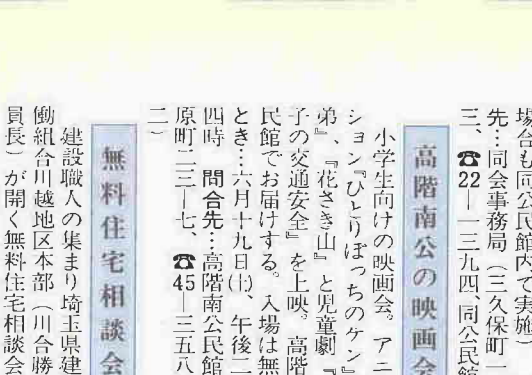 場合も同公民館内で実施）
先…同会事務局（三久保町一
三、☎22―一三九四、同公民館
高階南公の映画会
小学生向けの映画会。アニ
ション『ひとりぼっちのケン』
弟』、『花さき山』と児童劇『
子の交通安全』を上映。高階
民館でお届けする。入場は無
とき…六月十九日(土)、午後二
四時　問合先…高階南公民館
原町二三―七、☎45―三五八
二）
無料住宅相談会
建設職人の集まり埼玉県建
働組合川越地区本部（川合勝
員長）が開く無料住宅相談会